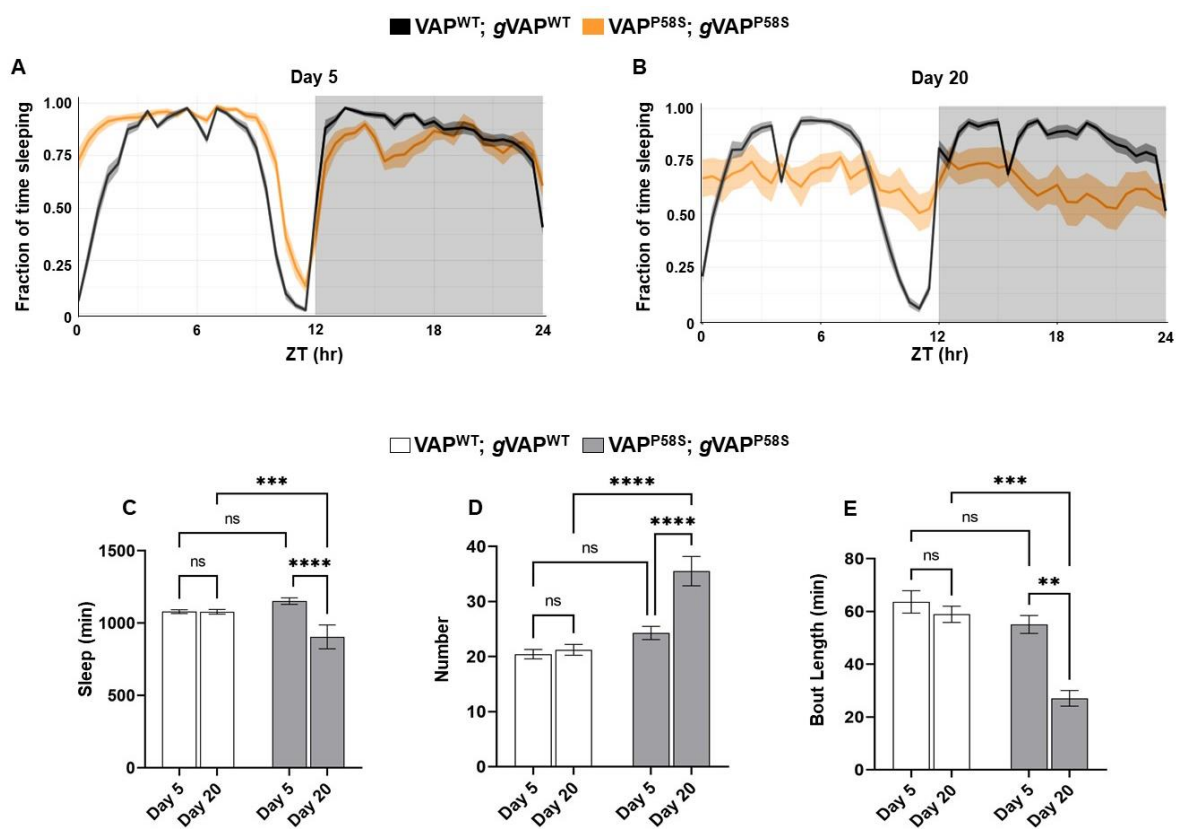 VAPWT; gVAPWT VAPP58S; gVAPP58S
A
Day 5
Fraction of time sleeping
1.00
0.75
0.50
0.25
0
0 6 12 18 24
ZT (hr)
B
Day 20
Fraction of time sleeping
1.00
0.75
0.50
0.25
0
0 6 12 18 24
ZT (hr)
VAPWT; gVAPWT VAPP58S; gVAPP58S
C
***
ns
ns
****
Sleep (min)
1500
1000
500
0
Day 5 Day 20 Day 5 Day 20
D
****
ns
****
ns
Number
40
30
20
10
0
Day 5 Day 20 Day 5 Day 20
E
***
ns
ns
**
Bout Length (min)
80
60
40
20
0
Day 5 Day 20 Day 5 Day 20